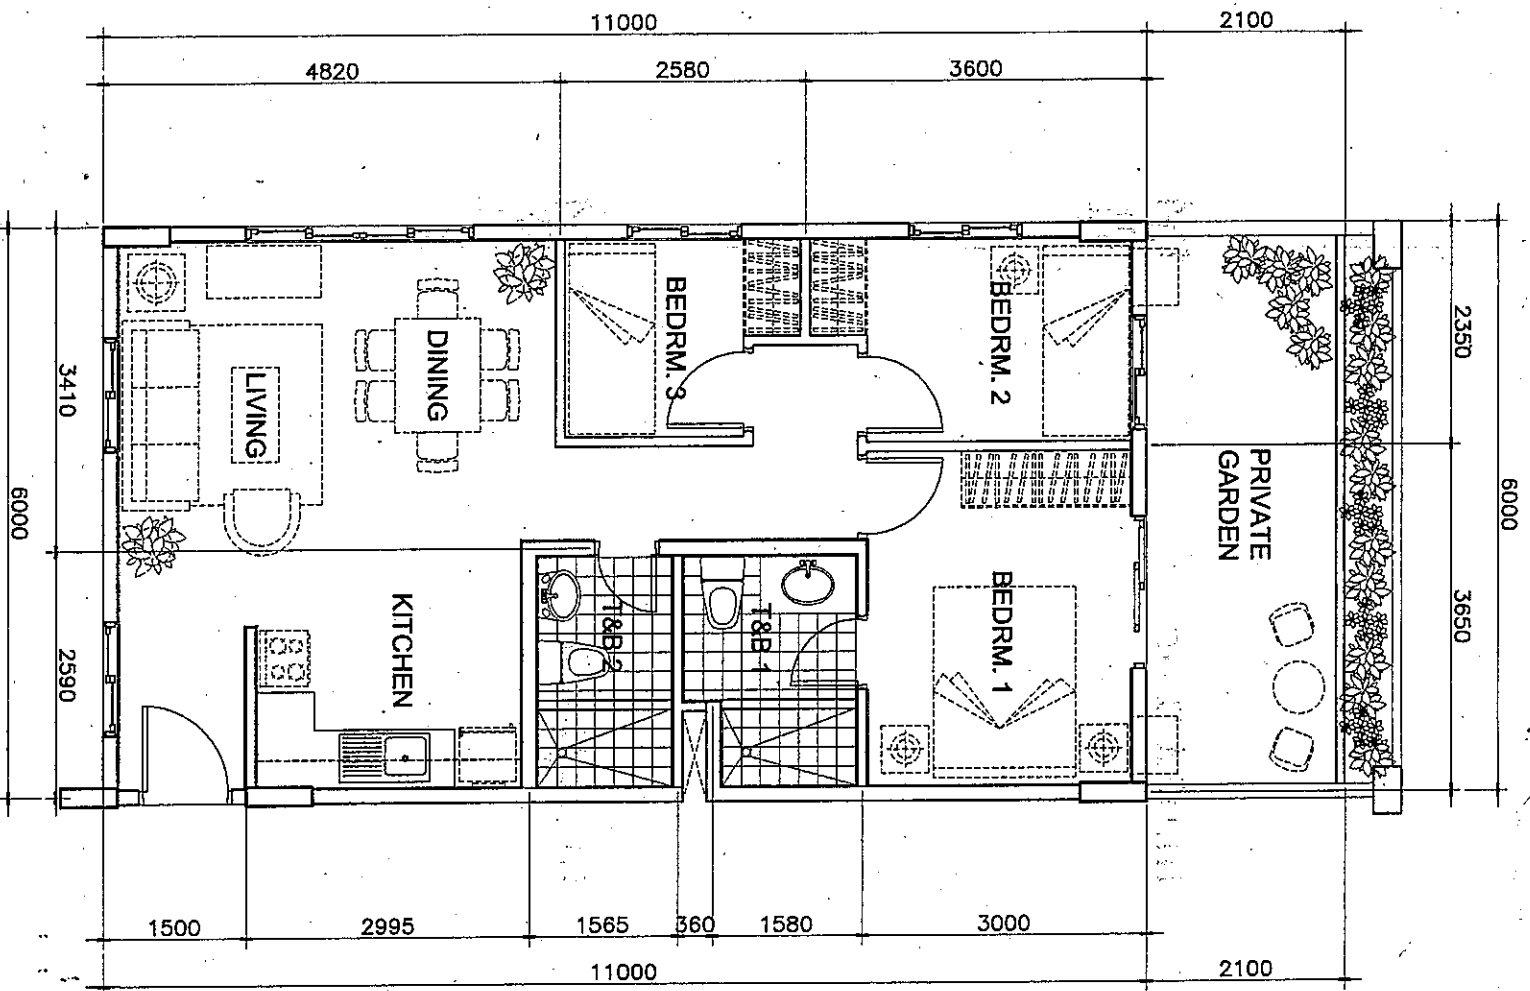 11000
2100
4820
2580
3600
BEDRM. 3
BEDRM. 2
2350
DINING
LIVING
3410
PRIVATE
GARDEN
6000
6000
KITCHEN
T&B 2
T&B 1
BEDRM. 1
3650
2590
1500
2995
1565
360
1580
3000
11000
2100